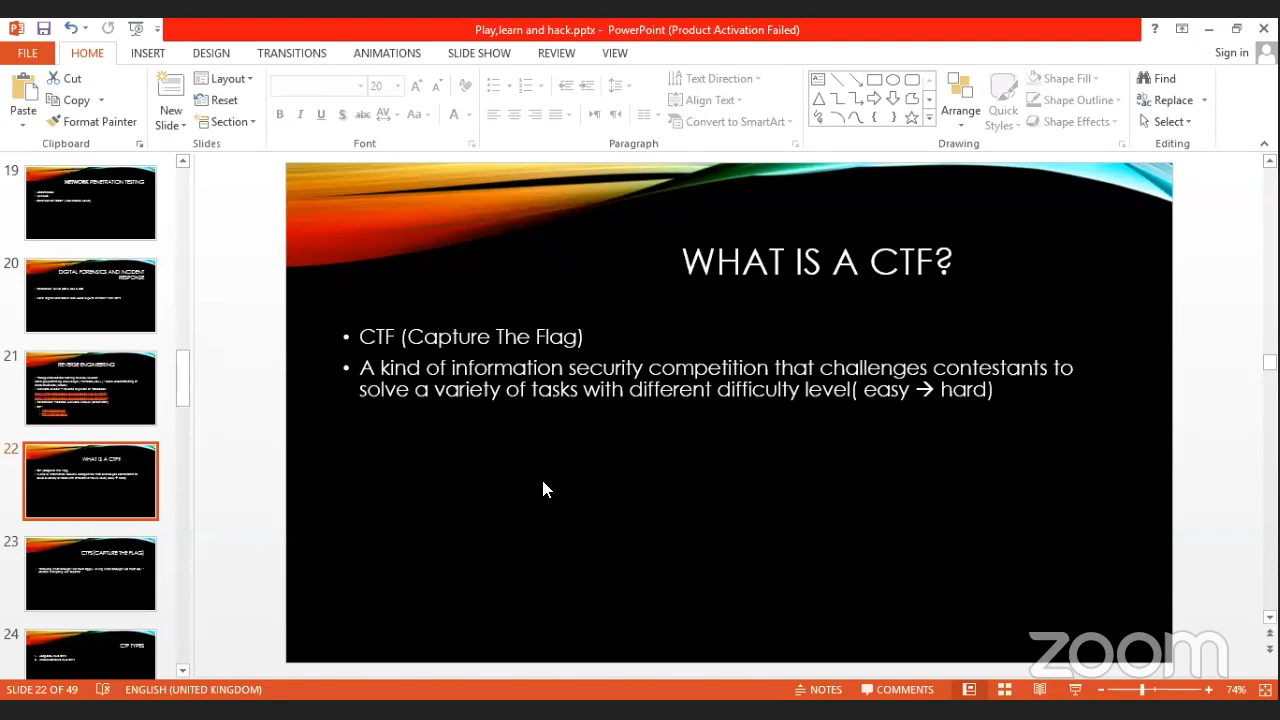 Play,learn and hack.pptx - PowerPoint (Product Activation Failed)
FILE HOME INSERT DESIGN TRANSITIONS ANIMATIONS SLIDE SHOW REVIEW VIEW Sign in
Paste
Cut
Copy
Format Painter
Clipboard
New Slide
Layout
Reset
Section
Slides
20
Font
Text Direction
Align Text
Convert to SmartArt
Paragraph
Arrange
Quick Styles
Shape Fill
Shape Outline
Shape Effects
Drawing
Find
Replace
Select
Editing
19
NETWORK PENETRATION TESTING
20
DIGITAL FORENSICS AND INCIDENT
RESPONSE
21
REVERSE ENGINEERING
22
WHAT IS A CTF?
23
CTFS(CAPTURE THE FLAG)
24
CTF TYPES
WHAT IS A CTF?
• CTF (Capture The Flag)
• A kind of information security competition that challenges contestants to
solve a variety of tasks with different difficulty level( easy → hard)
zoom
SLIDE 22 OF 49 ENGLISH (UNITED KINGDOM) NOTES COMMENTS 74%